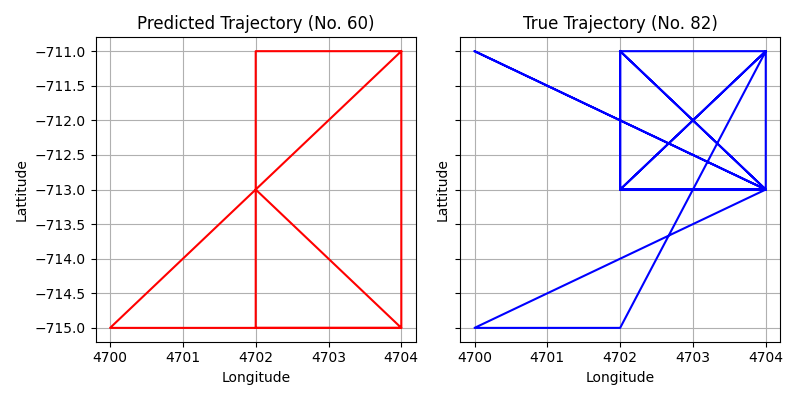 Predicted Trajectory (No. 60)
True Trajectory (No. 82)
Lattitude
−711.0
−711.5
−712.0
−712.5
−713.0
−713.5
−714.0
−714.5
−715.0
4700 4701 4702 4703 4704
Longitude
Lattitude
4700 4701 4702 4703 4704
Longitude